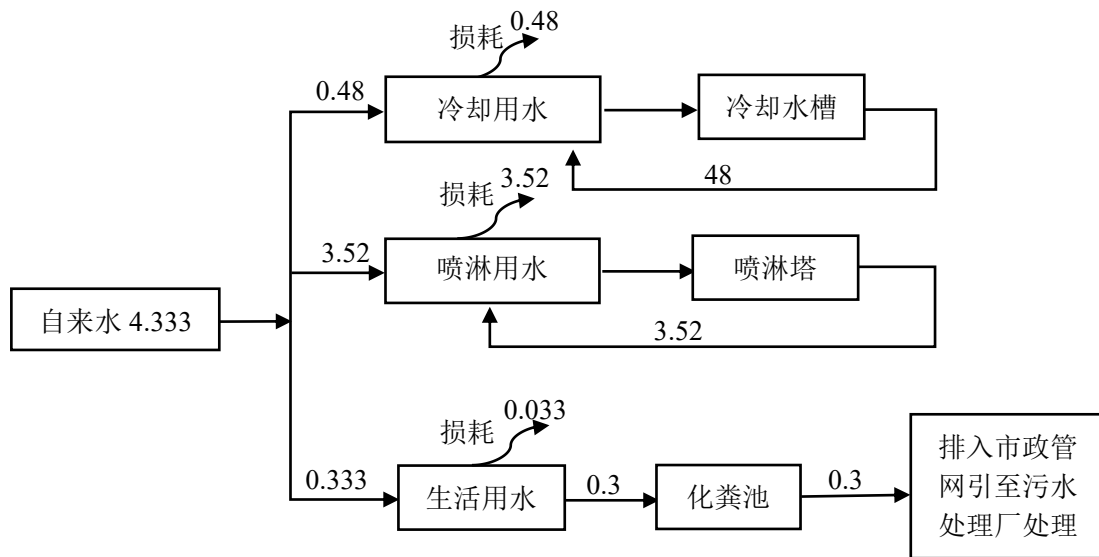 损耗 0.48
0.48
冷却用水
冷却水槽
48
损耗 3.52
3.52
喷淋用水
喷淋塔
3.52
自来水 4.333
损耗 0.033
0.333
生活用水
0.3
化粪池
0.3
排入市政管
网引至污水
处理厂处理